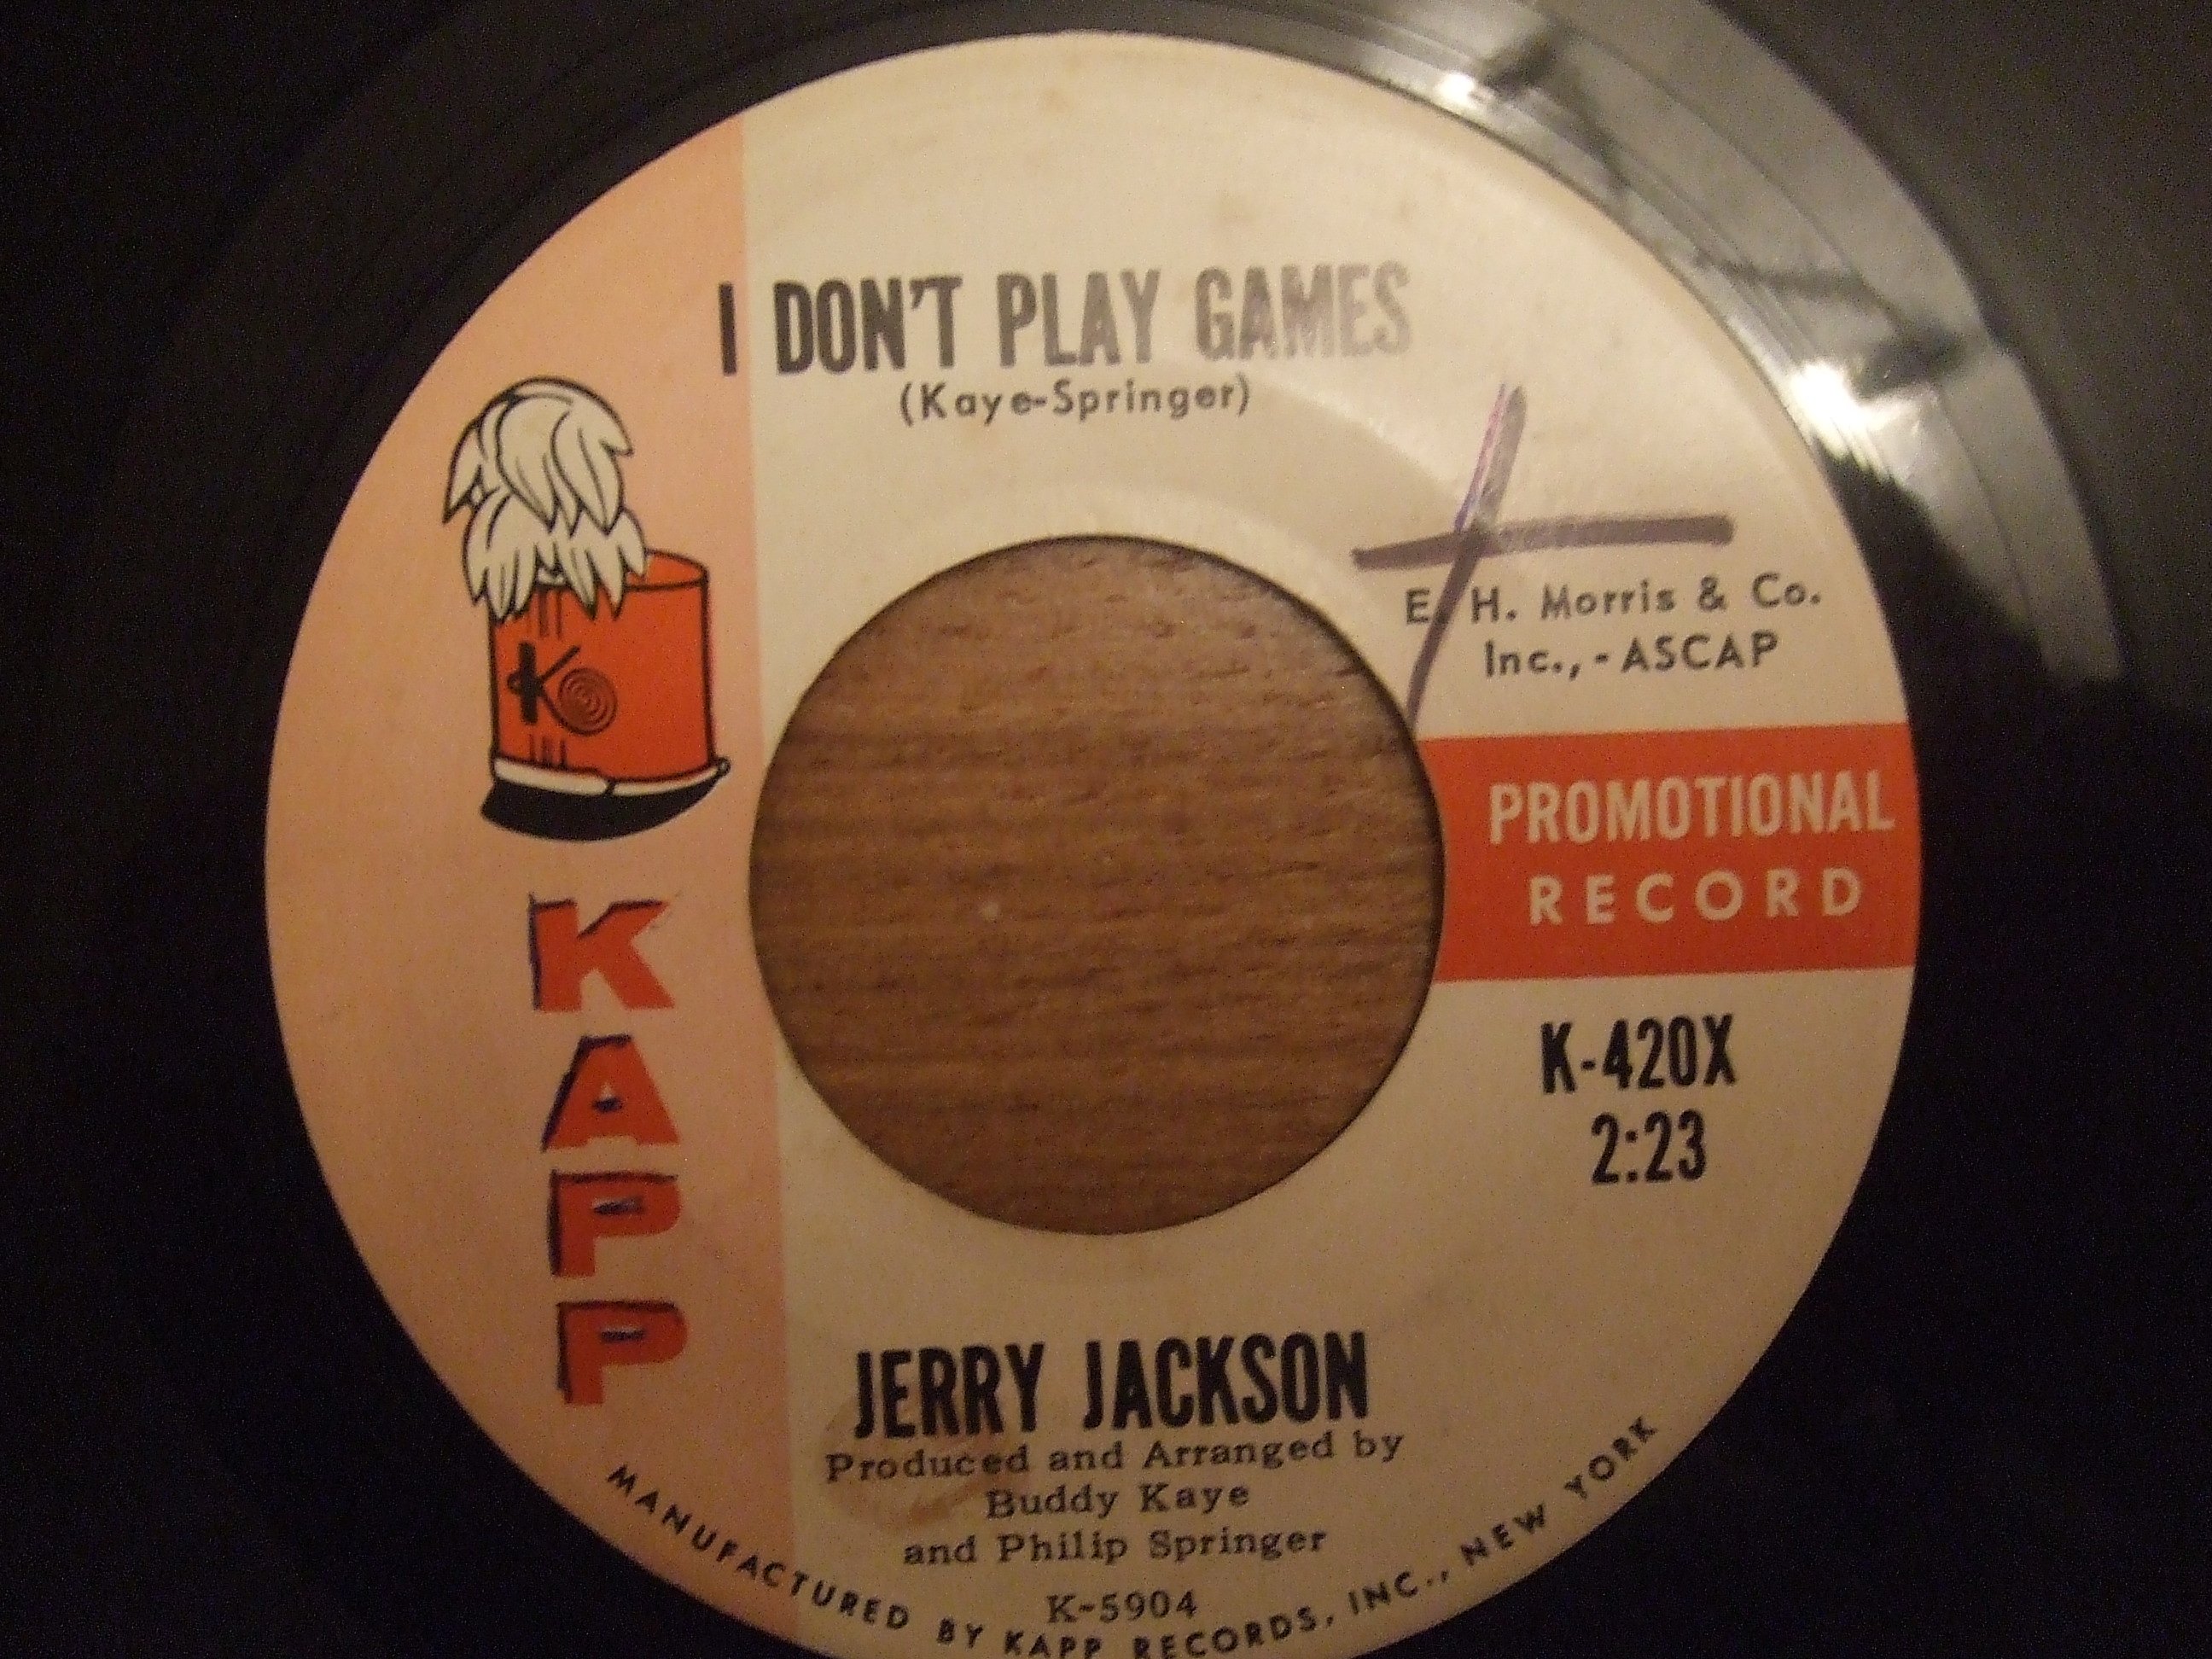 I DON'T PLAY GAMES
(Kaye-Springer)
E. H. Morris & Co.
Inc., - ASCAP
K
PROMOTIONAL
RECORD
K-420X
2:23
KAPP
JERRY JACKSON
Produced and Arranged by
Buddy Kaye
and Philip Springer
K-5904
MANUFACTURED BY KAPP RECORDS, INC., NEW YORK